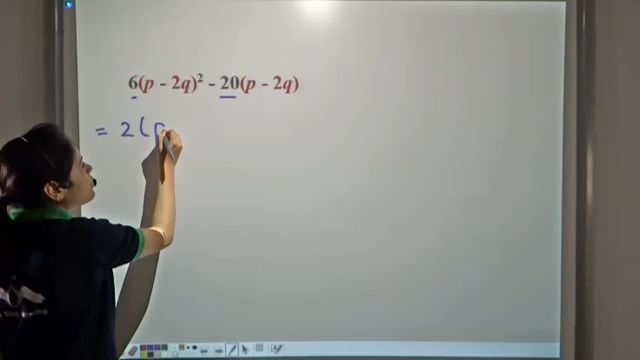 6(p - 2q)² - 20(p - 2q)
= 2(p